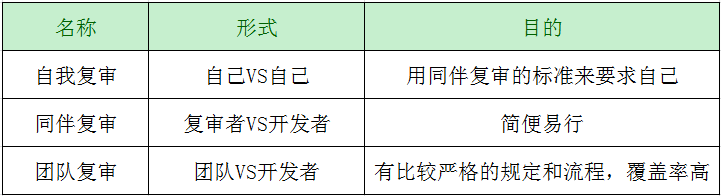 名称 形式 目的
自我复审 自己VS自己 用同伴复审的标准来要求自己
同伴复审 复审者VS开发者 简便易行
团队复审 团队VS开发者 有比较严格的规定和流程，覆盖率高